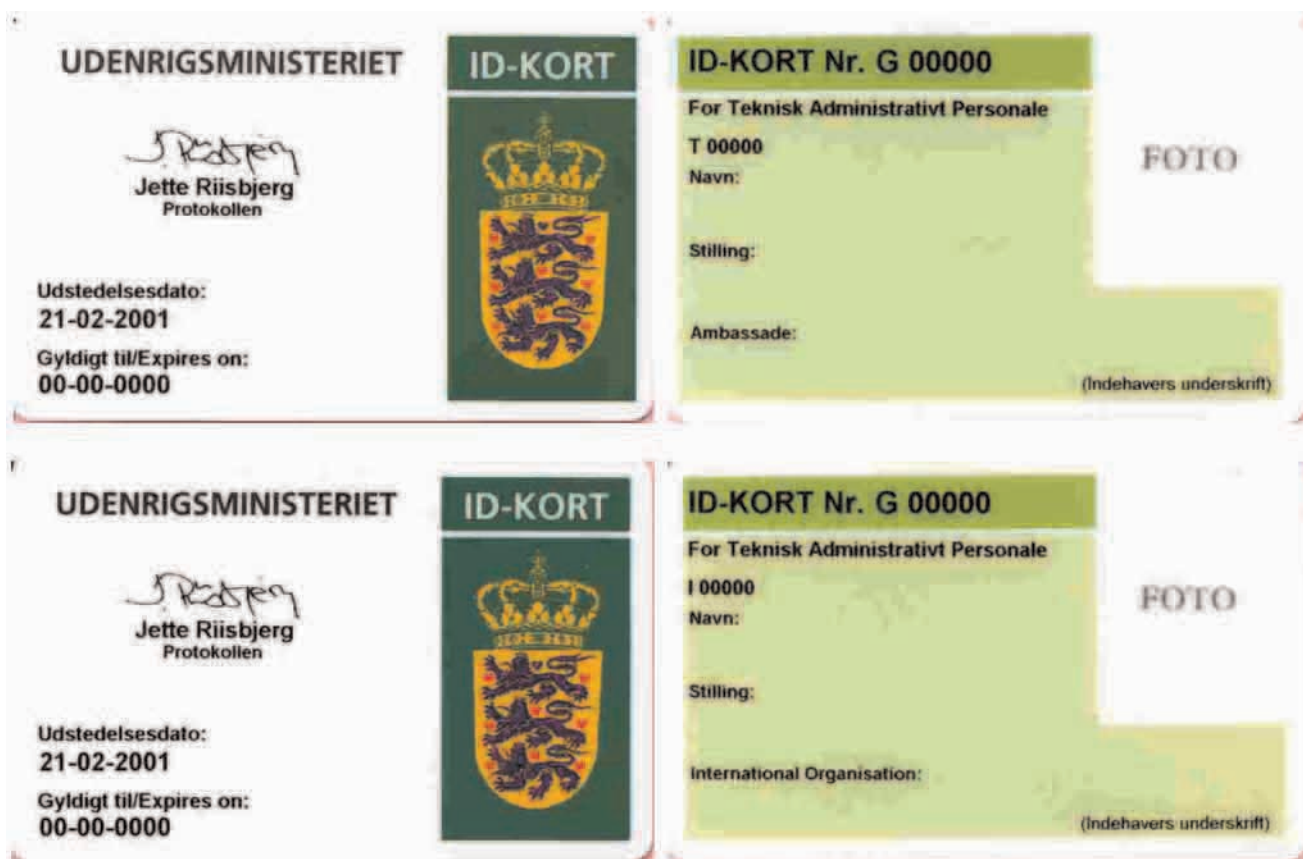 UDENRIGSMINISTERIET
ID-KORT
Jette Riisbjerg
Protokollen
Udstedelsesdato:
21-02-2001
Gyldigt til/Expires on:
00-00-0000
ID-KORT Nr. G 00000
For Teknisk Administrativt Personale
T 00000
Navn:
FOTO
Stilling:
Ambassade:
(Indehavers underskrift)
UDENRIGSMINISTERIET
ID-KORT
Jette Riisbjerg
Protokollen
Udstedelsesdato:
21-02-2001
Gyldigt til/Expires on:
00-00-0000
ID-KORT Nr. G 00000
For Teknisk Administrativt Personale
I 00000
Navn:
FOTO
Stilling:
International Organisation:
(Indehavers underskrift)